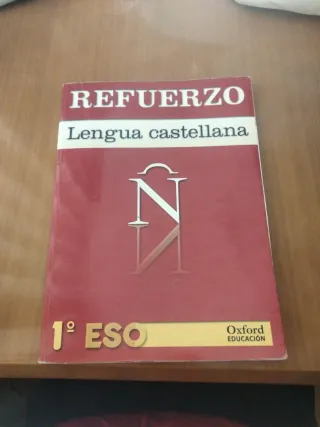 REFUERZO
Lengua castellana
Ñ
1º ESO
Oxford
EDUCACIÓN